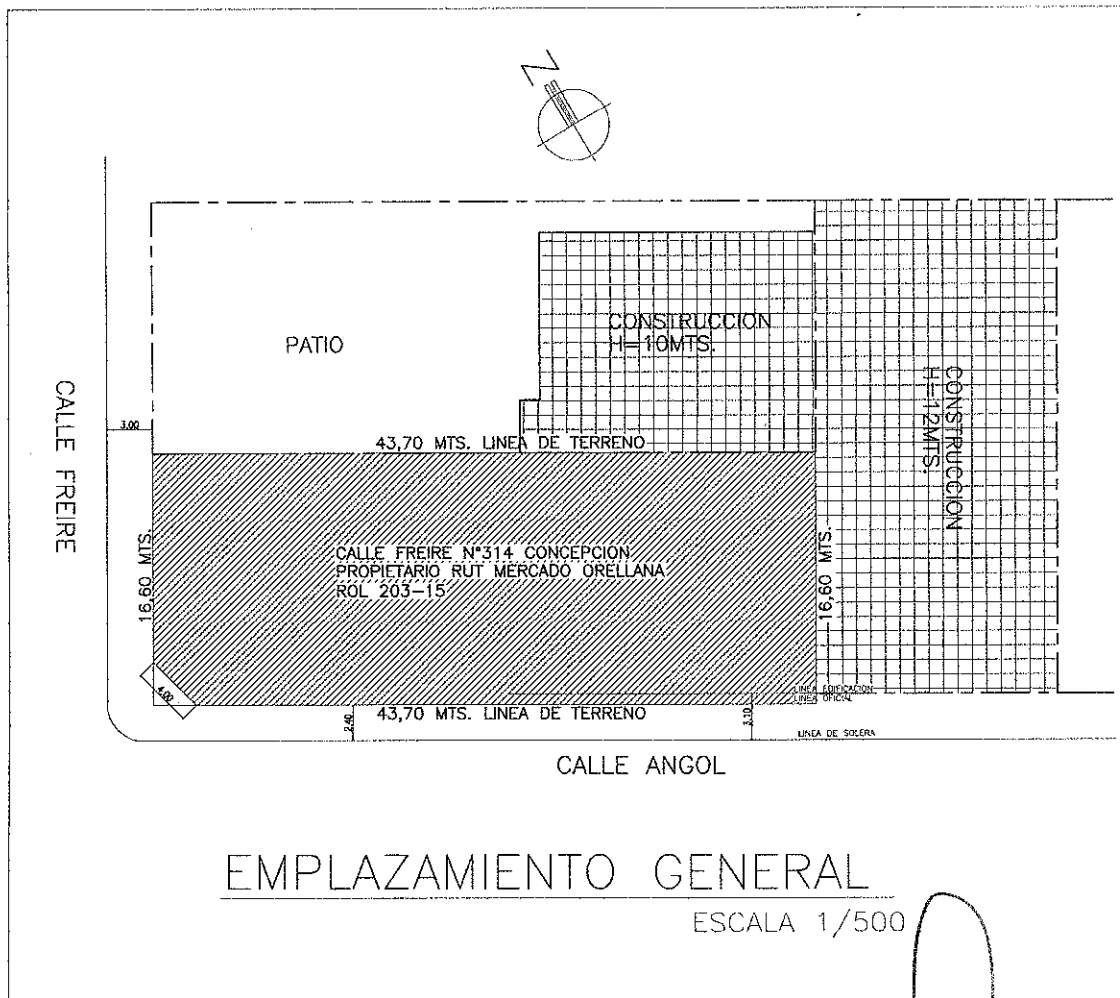 N
PATIO
CONSTRUCCION
H=10MTS.
CONSTRUCCION
H=12MTS.
CALLE FREIRE
3.00
43,70 MTS. LINEA DE TERRENO
16,60 MTS.
CALLE FREIRE N°314 CONCEPCION
PROPIETARIO RUT MERCADO ORELLANA
ROL 203-15
16,60 MTS.
4.00
LINEA EDIFICACION
LINEA OFICIAL
2.40
43,70 MTS. LINEA DE TERRENO
3.10
LINEA DE SOLERA
CALLE ANGOL
EMPLAZAMIENTO GENERAL
ESCALA 1/500